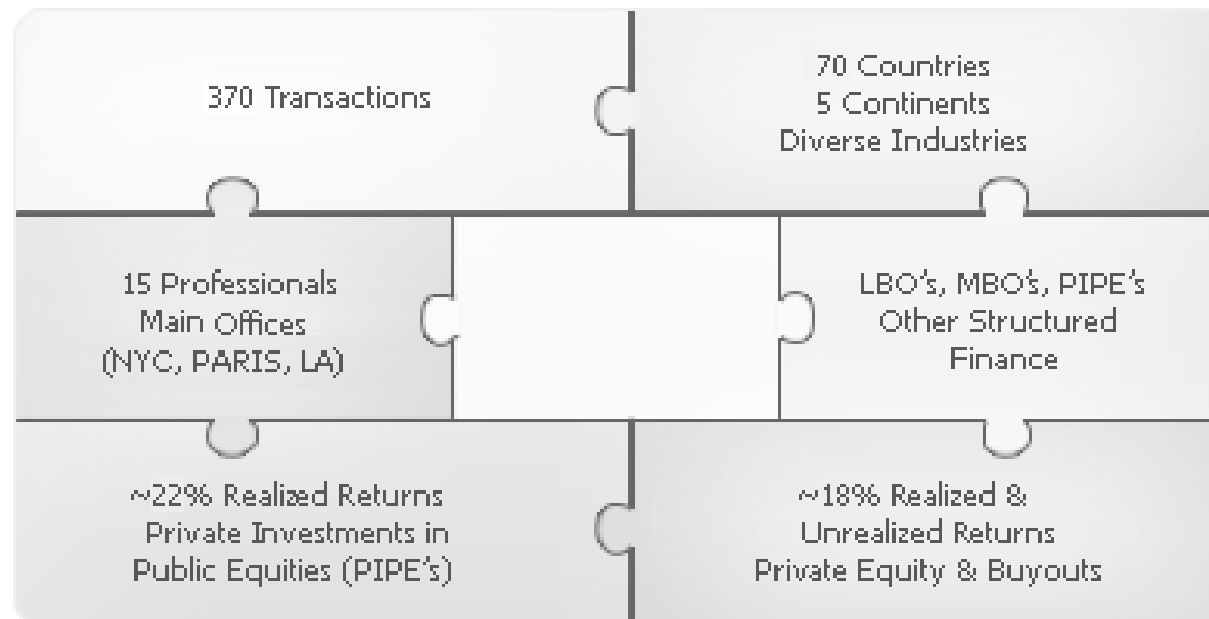 370 Transactions
70 Countries
5 Continents
Diverse Industries
15 Professionals
Main Offices
(NYC, PARIS, LA)
LBO's, MBO's, PIPE's
Other Structured
Finance
~22% Realized Returns
Private Investments in
Public Equities (PIPE's)
~18% Realized &
Unrealized Returns
Private Equity & Buyouts